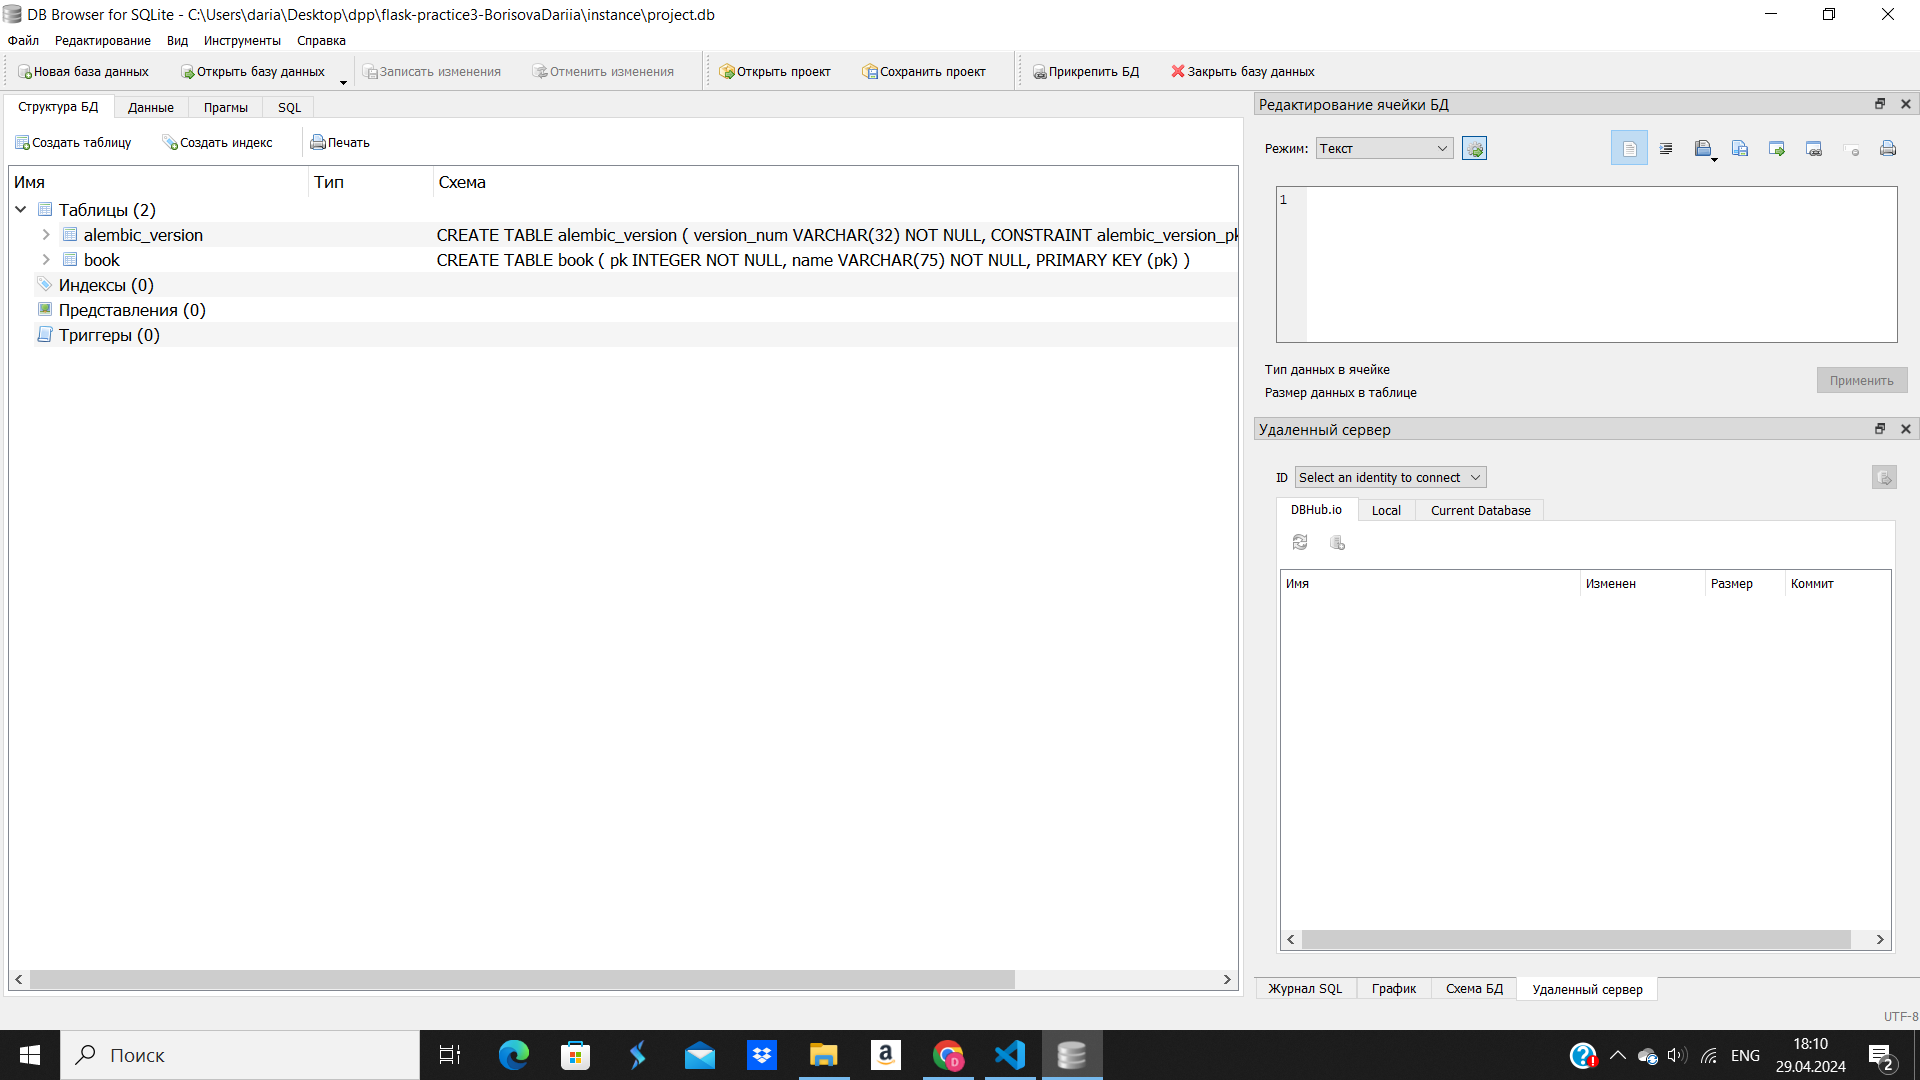 DB Browser for SQLite - C:\Users\daria\Desktop\dpp\flask-practice3-BorisovaDariia\instance\project.db
Файл Редактирование Вид Инструменты Справка
Новая база данных Открыть базу данных Записать изменения Отменить изменения Открыть проект Сохранить проект Прикрепить БД Закрыть базу данных
Структура БД Данные Прагмы SQL
Создать таблицу Создать индекс Печать
Имя Тип Схема
Таблицы (2)
alembic_version CREATE TABLE alembic_version ( version_num VARCHAR(32) NOT NULL, CONSTRAINT alembic_version_pk
book CREATE TABLE book ( pk INTEGER NOT NULL, name VARCHAR(75) NOT NULL, PRIMARY KEY (pk) )
Индексы (0)
Представления (0)
Триггеры (0)
Редактирование ячейки БД
Режим: Текст
1
Тип данных в ячейке
Размер данных в таблице
Применить
Удаленный сервер
ID Select an identity to connect
DBHub.io Local Current Database
Имя Изменен Размер Коммит
Журнал SQL График Схема БД Удаленный сервер
UTF-8
Поиск
ENG
18:10
29.04.2024
2